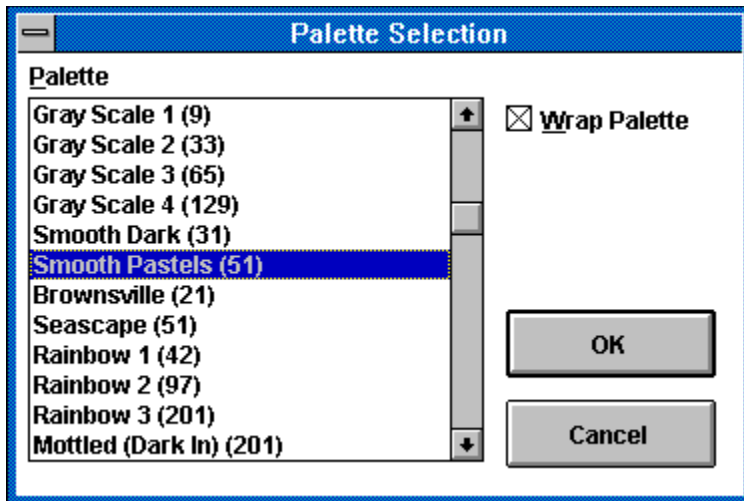 Palette Selection
Palette
Gray Scale 1 (9)
Gray Scale 2 (33)
Gray Scale 3 (65)
Gray Scale 4 (129)
Smooth Dark (31)
Smooth Pastels (51)
Brownsville (21)
Seascape (51)
Rainbow 1 (42)
Rainbow 2 (97)
Rainbow 3 (201)
Mottled (Dark In) (201)
Wrap Palette
OK
Cancel